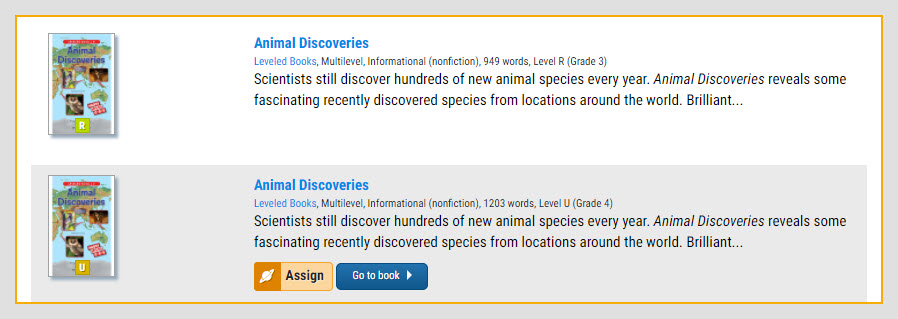 Animal Discoveries
R
Animal Discoveries
Leveled Books, Multilevel, Informational (nonfiction), 949 words, Level R (Grade 3)
Scientists still discover hundreds of new animal species every year. Animal Discoveries reveals some
fascinating recently discovered species from locations around the world. Brilliant...
Animal Discoveries
U
Animal Discoveries
Leveled Books, Multilevel, Informational (nonfiction), 1203 words, Level U (Grade 4)
Scientists still discover hundreds of new animal species every year. Animal Discoveries reveals some
fascinating recently discovered species from locations around the world. Brilliant...
Assign
Go to book